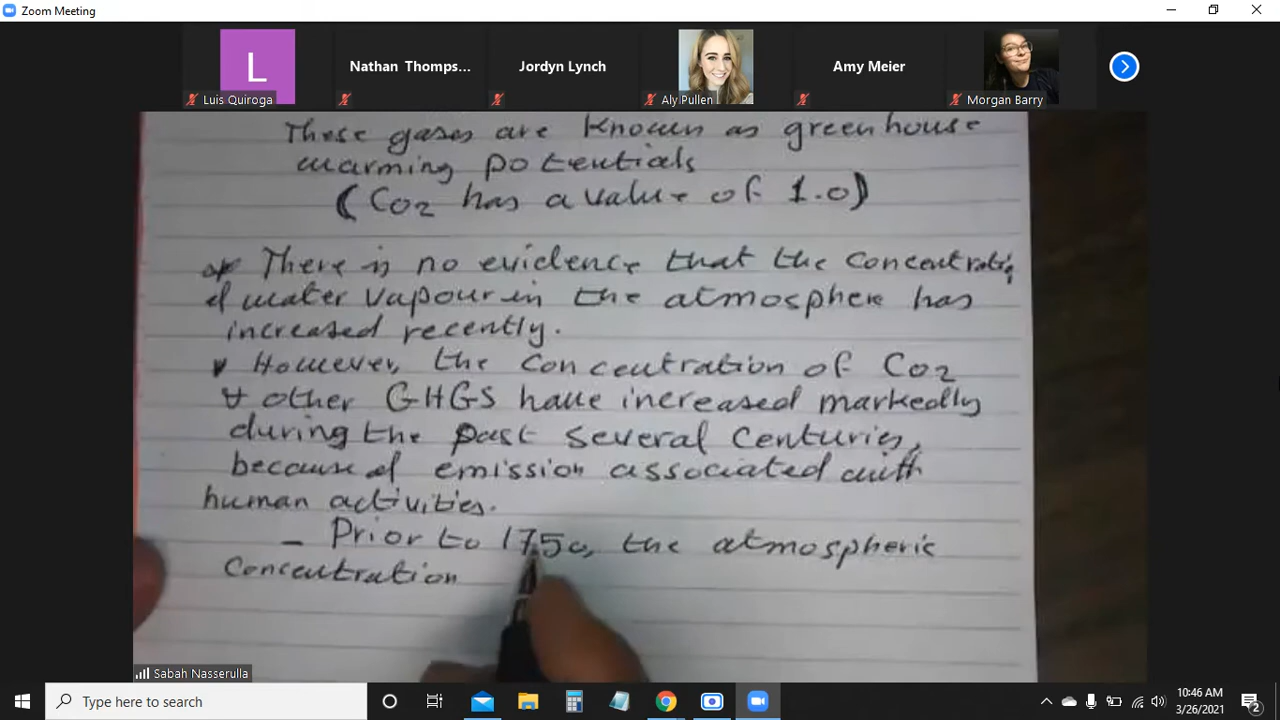 Zoom Meeting
L
Luis Quiroga
Nathan Thomps...
Jordyn Lynch
Aly Pullen
Amy Meier
Morgan Barry
These gases are known as greenhouse
warming potentials
(CO2 has a value of 1.0)
There is no evidence that the concentratio
of water vapour in the atmosphere has
increased recently.
However, the concentration of CO2
other GHGS have increased markedly
during the past several centuries,
because of emission associated with
human activities.
- Prior to 1750, the atmospheric
concentration
Sabah Nasserulla
Type here to search
10:46 AM
3/26/2021
2